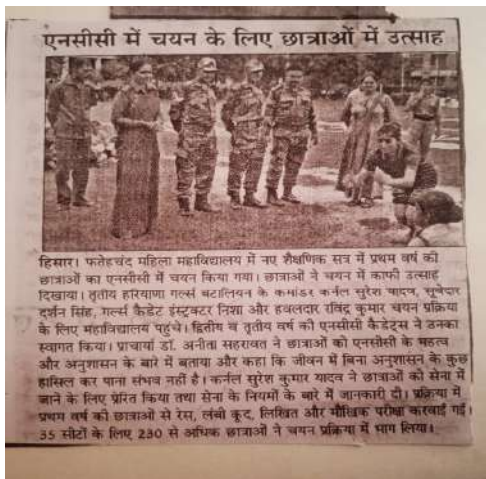 एनसीसी में चयन के लिए छात्राओं में उत्साह
हिसार। फतेहचंद महिला महाविद्यालय में नए शैक्षणिक सत्र में प्रथम वर्ष की
छात्राओं का एनसीसी में चयन किया गया। छात्राओं ने चयन में काफी उत्साह
दिखाया। तृतीय हरियाणा गर्ल्स बटालियन के कमांडर कर्नल सुरेश यादव, सूबेदार
दर्शन सिंह, गर्ल्स कैडेट इंस्ट्रक्टर निशा और हवलदार रविंद्र कुमार चयन प्रक्रिया
के लिए महाविद्यालय पहुंचे। द्वितीय व तृतीय वर्ष की एनसीसी कैडेट्स ने उनका
स्वागत किया। प्राचार्या डॉ. अनीता सहरावत ने छात्राओं को एनसीसी के महत्व
और अनुशासन के बारे में बताया और कहा कि जीवन में बिना अनुशासन के कुछ
हासिल कर पाना संभव नहीं है। कर्नल सुरेश कुमार यादव ने छात्राओं को सेना में
जाने के लिए प्रेरित किया तथा सेना के नियमों के बारे में जानकारी दी। प्रक्रिया में
प्रथम वर्ष की छात्राओं से रेस, लंबी कूद, लिखित और मौखिक परीक्षा करवाई गई।
35 सीटों के लिए 230 से अधिक छात्राओं ने चयन प्रक्रिया में भाग लिया।